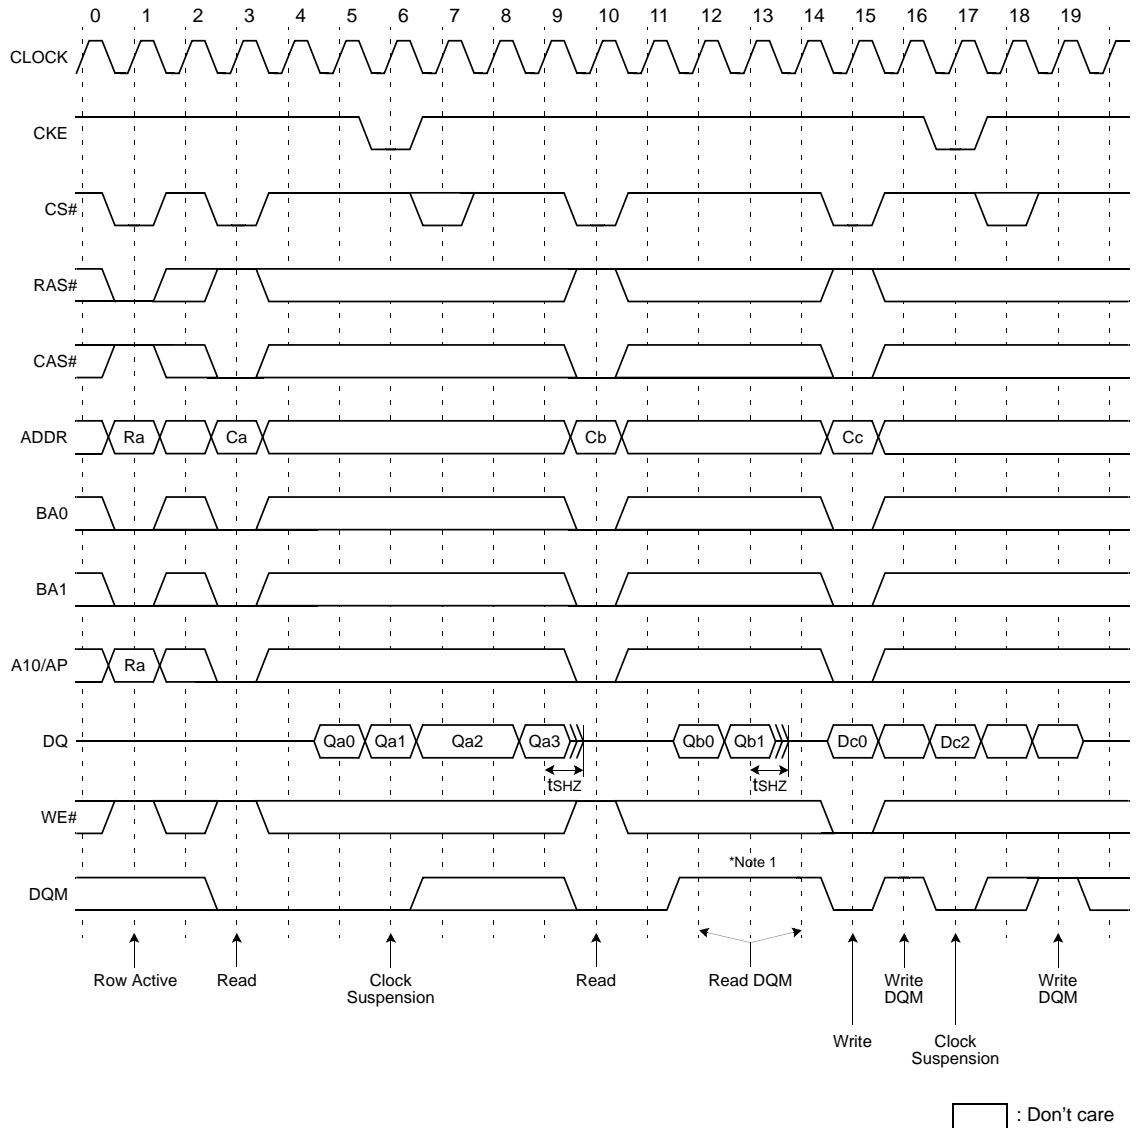 0 1 2 3 4 5 6 7 8 9 10 11 12 13 14 15 16 17 18 19
CLOCK
CKE
CS#
RAS#
CAS#
ADDR Ra Ca Cb Cc
BA0
BA1
A10/AP Ra
DQ Qa0 Qa1 Qa2 Qa3 Qb0 Qb1 Dc0 Dc2
tSHZ tSHZ
WE#
*Note 1
DQM
Row Active Read Clock Suspension Read Read DQM Write DQM Write DQM
Write Clock Suspension
: Don't care